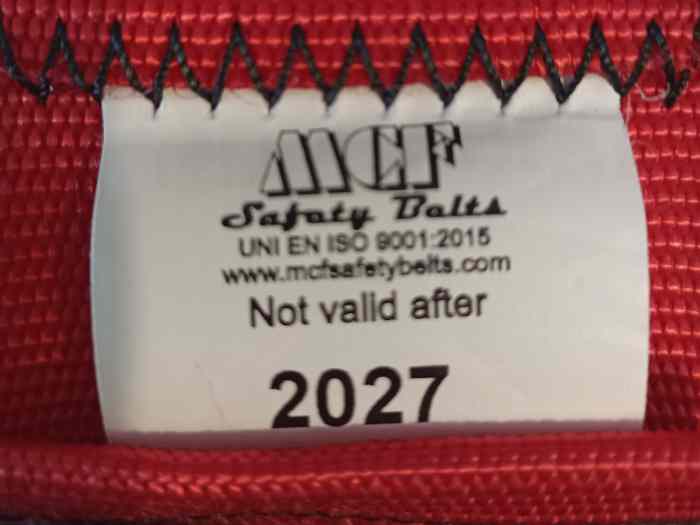 MCF
Safety Belts
UNI EN ISO 9001:2015
www.mcfsafetybelts.com
Not valid after
2027